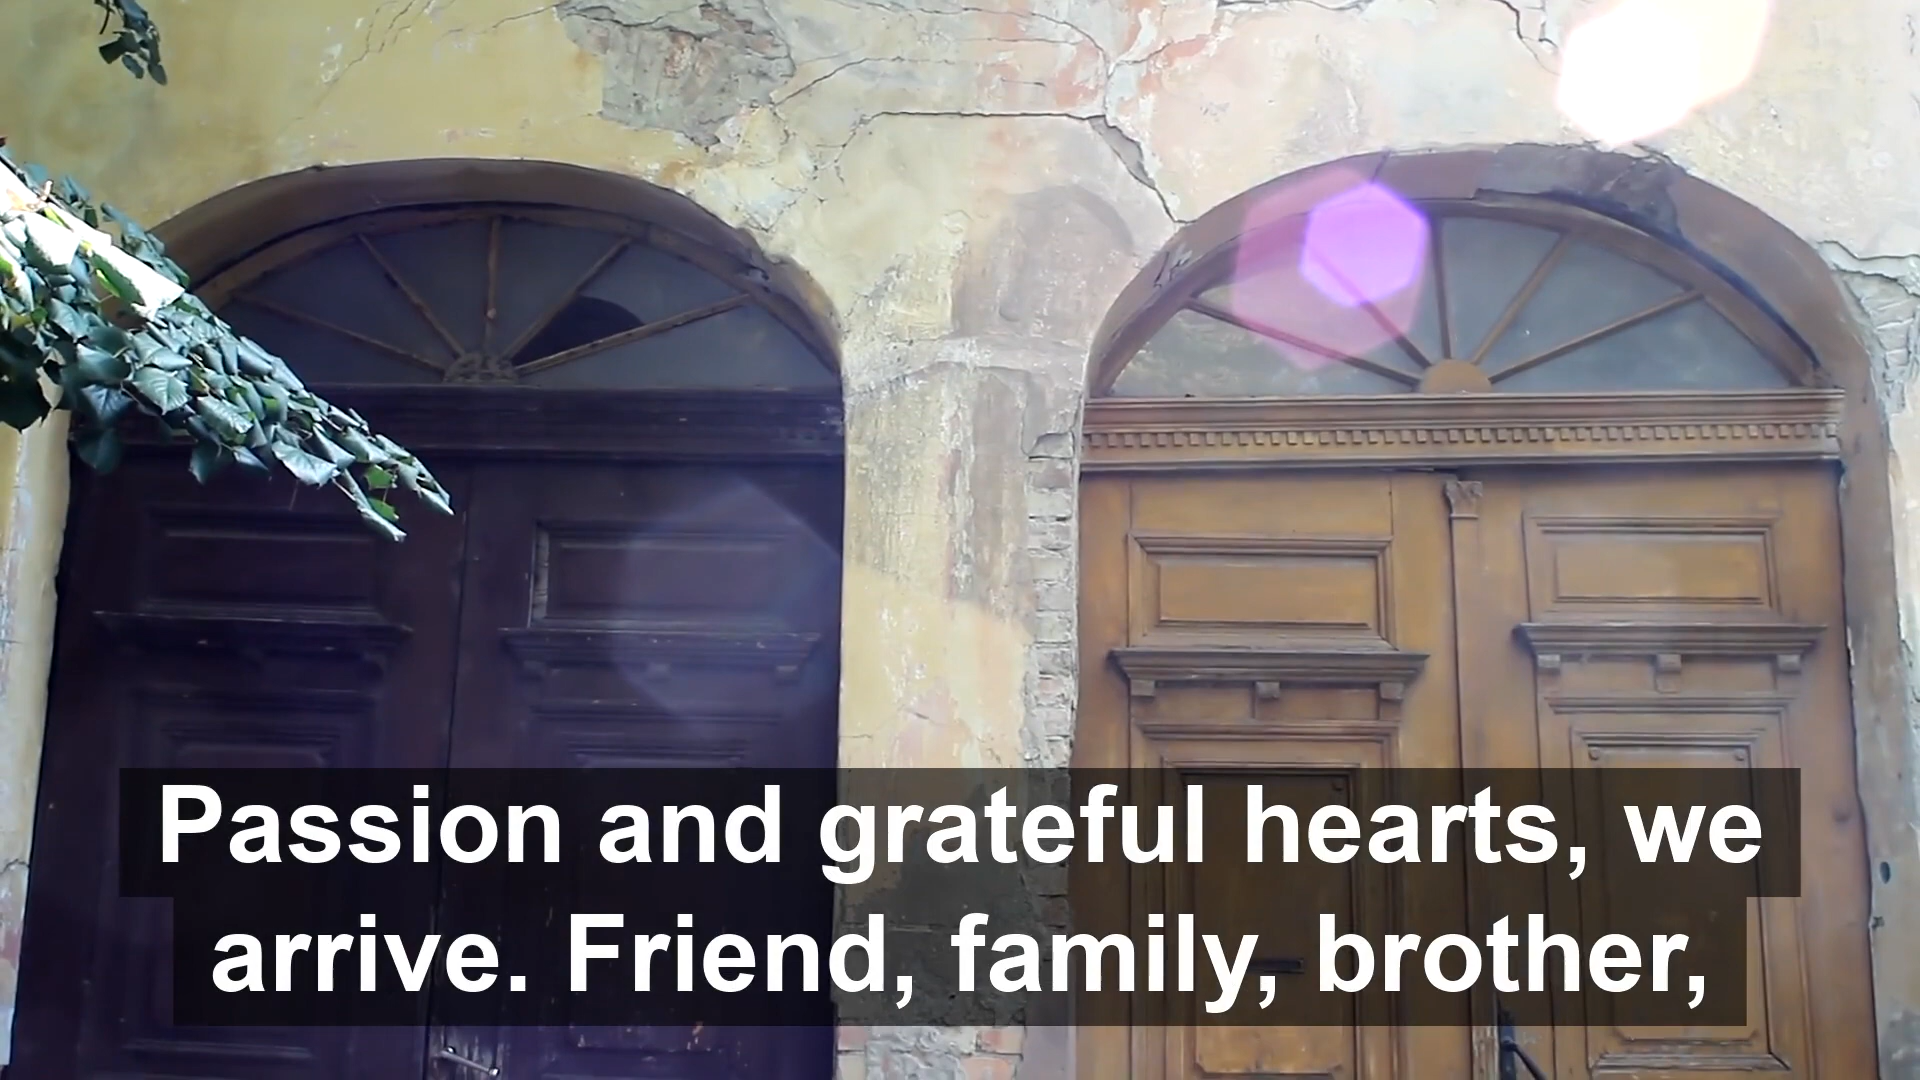 Passion and grateful hearts, we
arrive. Friend, family, brother,